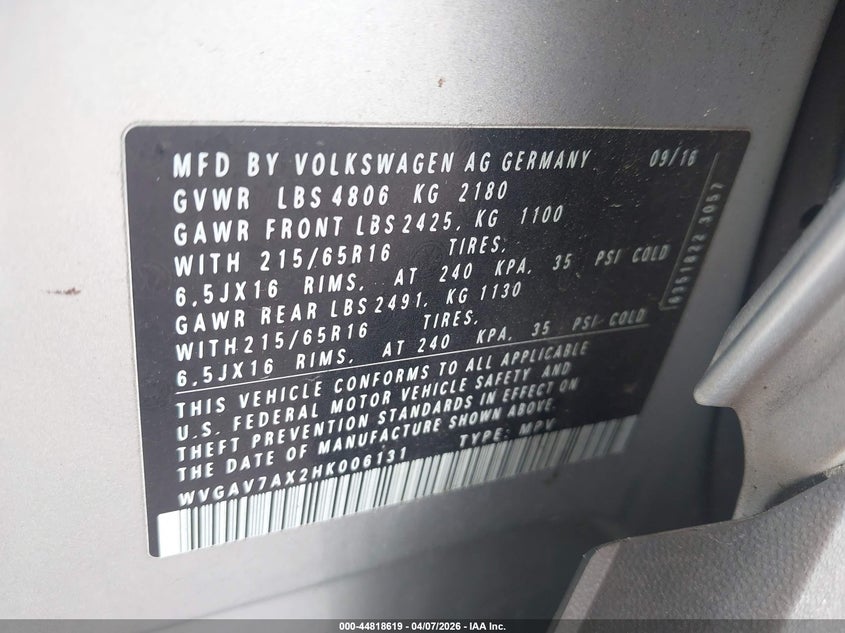 MFD BY VOLKSWAGEN AG GERMANY 09/16
GVWR LBS 4806 KG 2180
GAWR FRONT LBS 2425, KG 1100
WITH 215/65R16 TIRES,
6,5JX16 RIMS, AT 240 KPA, 35 PSI COLD
GAWR REAR LBS 2491, KG 1130
WITH 215/65R16 TIRES,
6,5JX16 RIMS, AT 240 KPA, 35 PSI COLD
THIS VEHICLE CONFORMS TO ALL APPLICABLE
U.S. FEDERAL MOTOR VEHICLE SAFETY AND
THEFT PREVENTION STANDARDS IN EFFECT ON
THE DATE OF MANUFACTURE SHOWN ABOVE.
WVGAV7AX2HK006131 TYPE: MPV
000-44818619 - 04/07/2026 - IAA Inc.